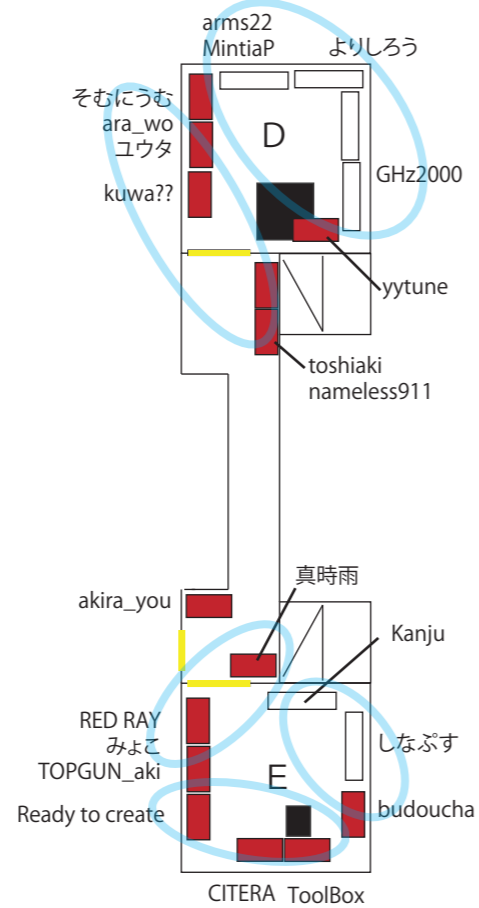 arms22
MintiaP
よりしろう
そむにうむ
ara_wo
ユウタ
D
kuwa??
GHz2000
yytune
toshiaki
nameless911
真時雨
akira_you
Kanju
RED RAY
みょこ
TOPGUN_aki
しなぷす
E
Ready to create
budoucha
CITERA
ToolBox